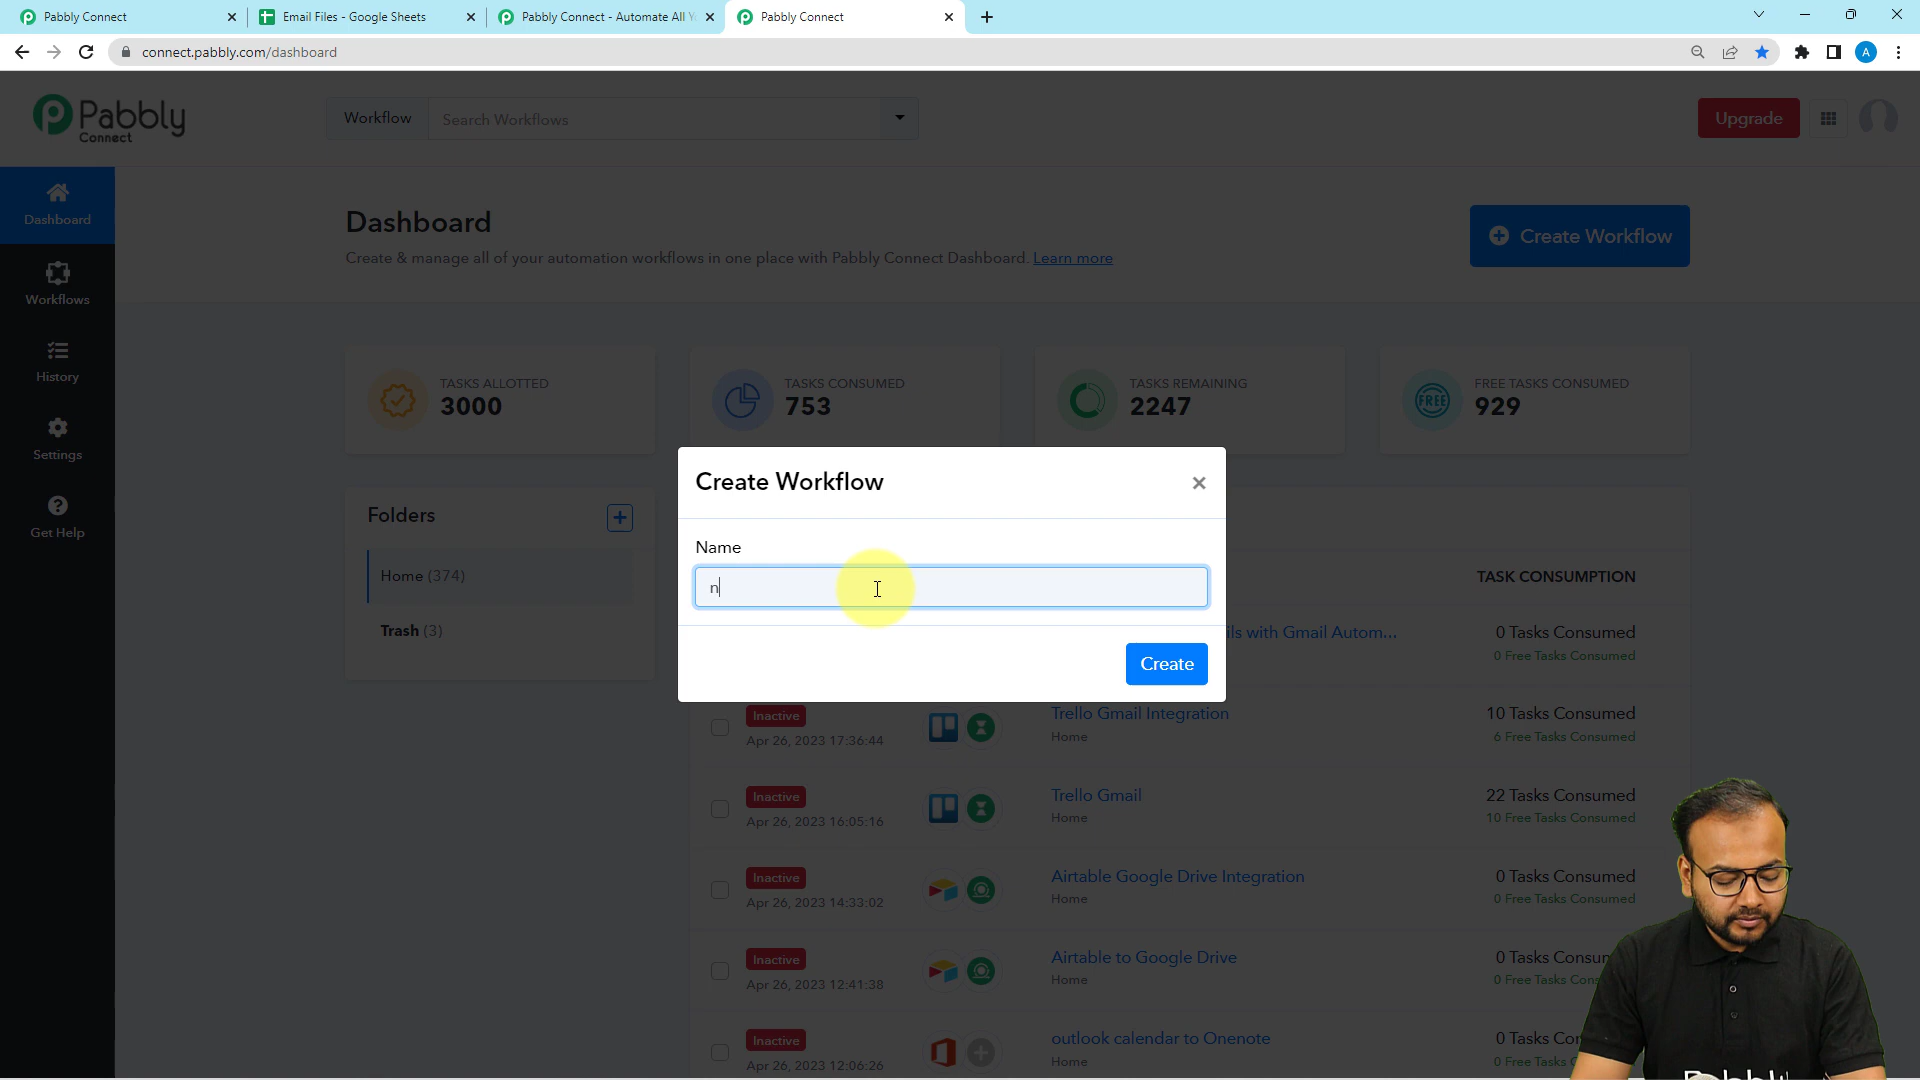 Pabbly Connect
Email Files - Google Sheets
Pabbly Connect - Automate All
Pabbly Connect
connect.pabbly.com/dashboard
A
Pabbly
Connect
Workflow
Search Workflows
Upgrade
Dashboard
Workflows
History
Settings
Get Help
Dashboard
Create & manage all of your automation workflows in one place with Pabbly Connect Dashboard. Learn more
Create Workflow
TASKS ALLOTTED
3000
TASKS CONSUMED
753
TASKS REMAINING
2247
FREE
FREE TASKS CONSUMED
929
Folders
Home (374)
Trash (3)
Create Workflow
Name
n
Create
TASK CONSUMPTION
ils with Gmail Autom...
0 Tasks Consumed
0 Free Tasks Consumed
Inactive
Apr 26, 2023 17:36:44
Trello Gmail Integration
Home
10 Tasks Consumed
6 Free Tasks Consumed
Inactive
Apr 26, 2023 16:05:16
Trello Gmail
Home
22 Tasks Consumed
10 Free Tasks Consumed
Inactive
Apr 26, 2023 14:33:02
Airtable Google Drive Integration
Home
0 Tasks Consumed
0 Free Tasks Consumed
Inactive
Apr 26, 2023 12:41:38
Airtable to Google Drive
Home
0 Tasks
0 Free Tasks
Inactive
Apr 26, 2023 12:06:26
outlook calendar to Onenote
Home
0 Tasks
0 Free Tasks